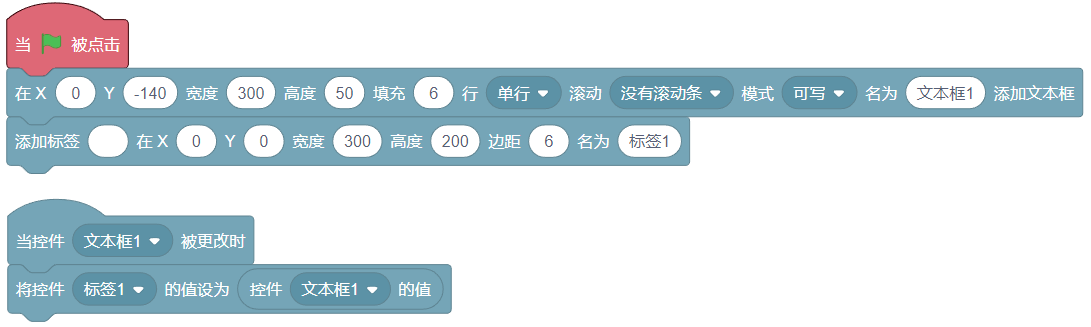 当 被点击
在 X 0 Y -140 宽度 300 高度 50 填充 6 行 单行 滚动 没有滚动条 模式 可写 名为 文本框1 添加文本框
添加标签 在 X 0 Y 0 宽度 300 高度 200 边距 6 名为 标签1
当控件 文本框1 被更改时
将控件 标签1 的值设为 控件 文本框1 的值